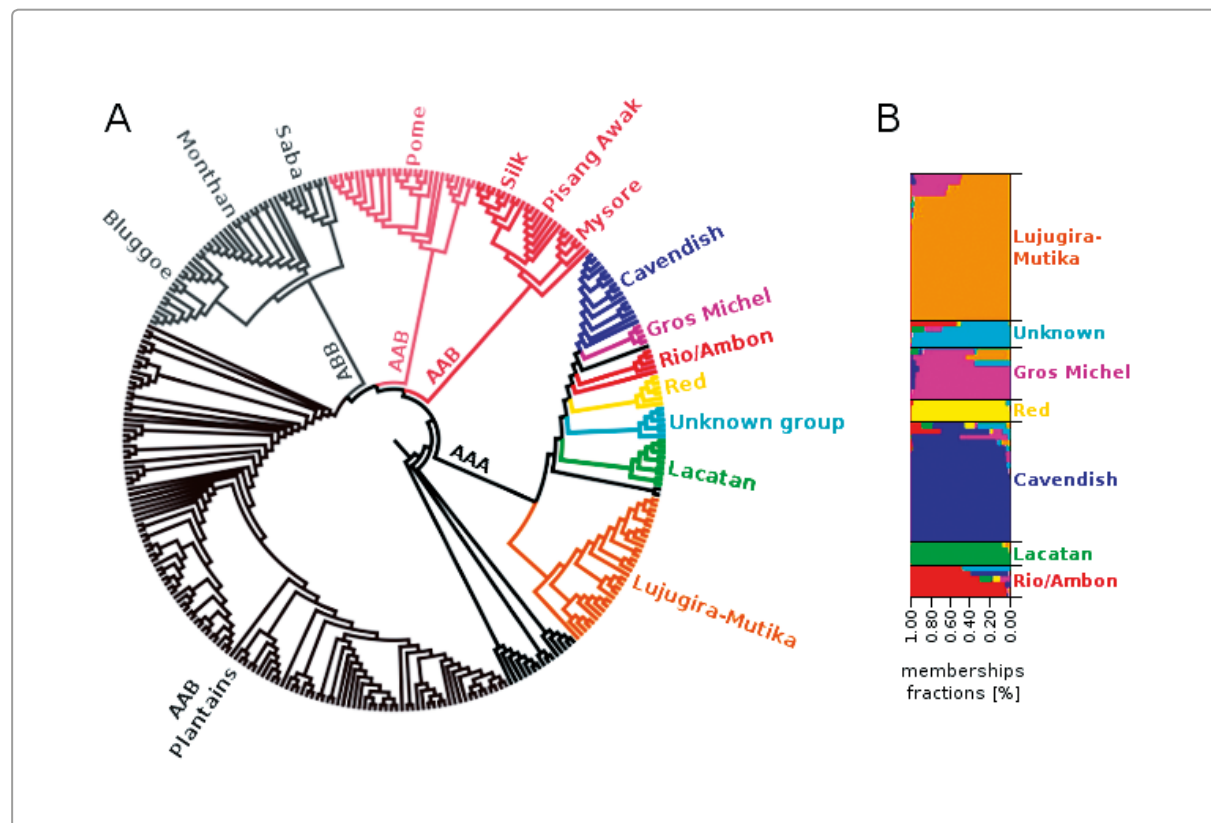 A
B
Bluggoe
Monthan
Saba
Pome
Silk
Pisang Awak
Mysore
Cavendish
Gros Michel
Rio/Ambon
Red
Unknown group
Lacatan
Lujugira-Mutika
AAB
Plantains
ABB
AAB
AAB
AAA
Lujugira-
Mutika
Unknown
Gros Michel
Red
Cavendish
Lacatan
Rio/Ambon
1.00
0.80
0.60
0.40
0.20
0.00
memberships
fractions [%]